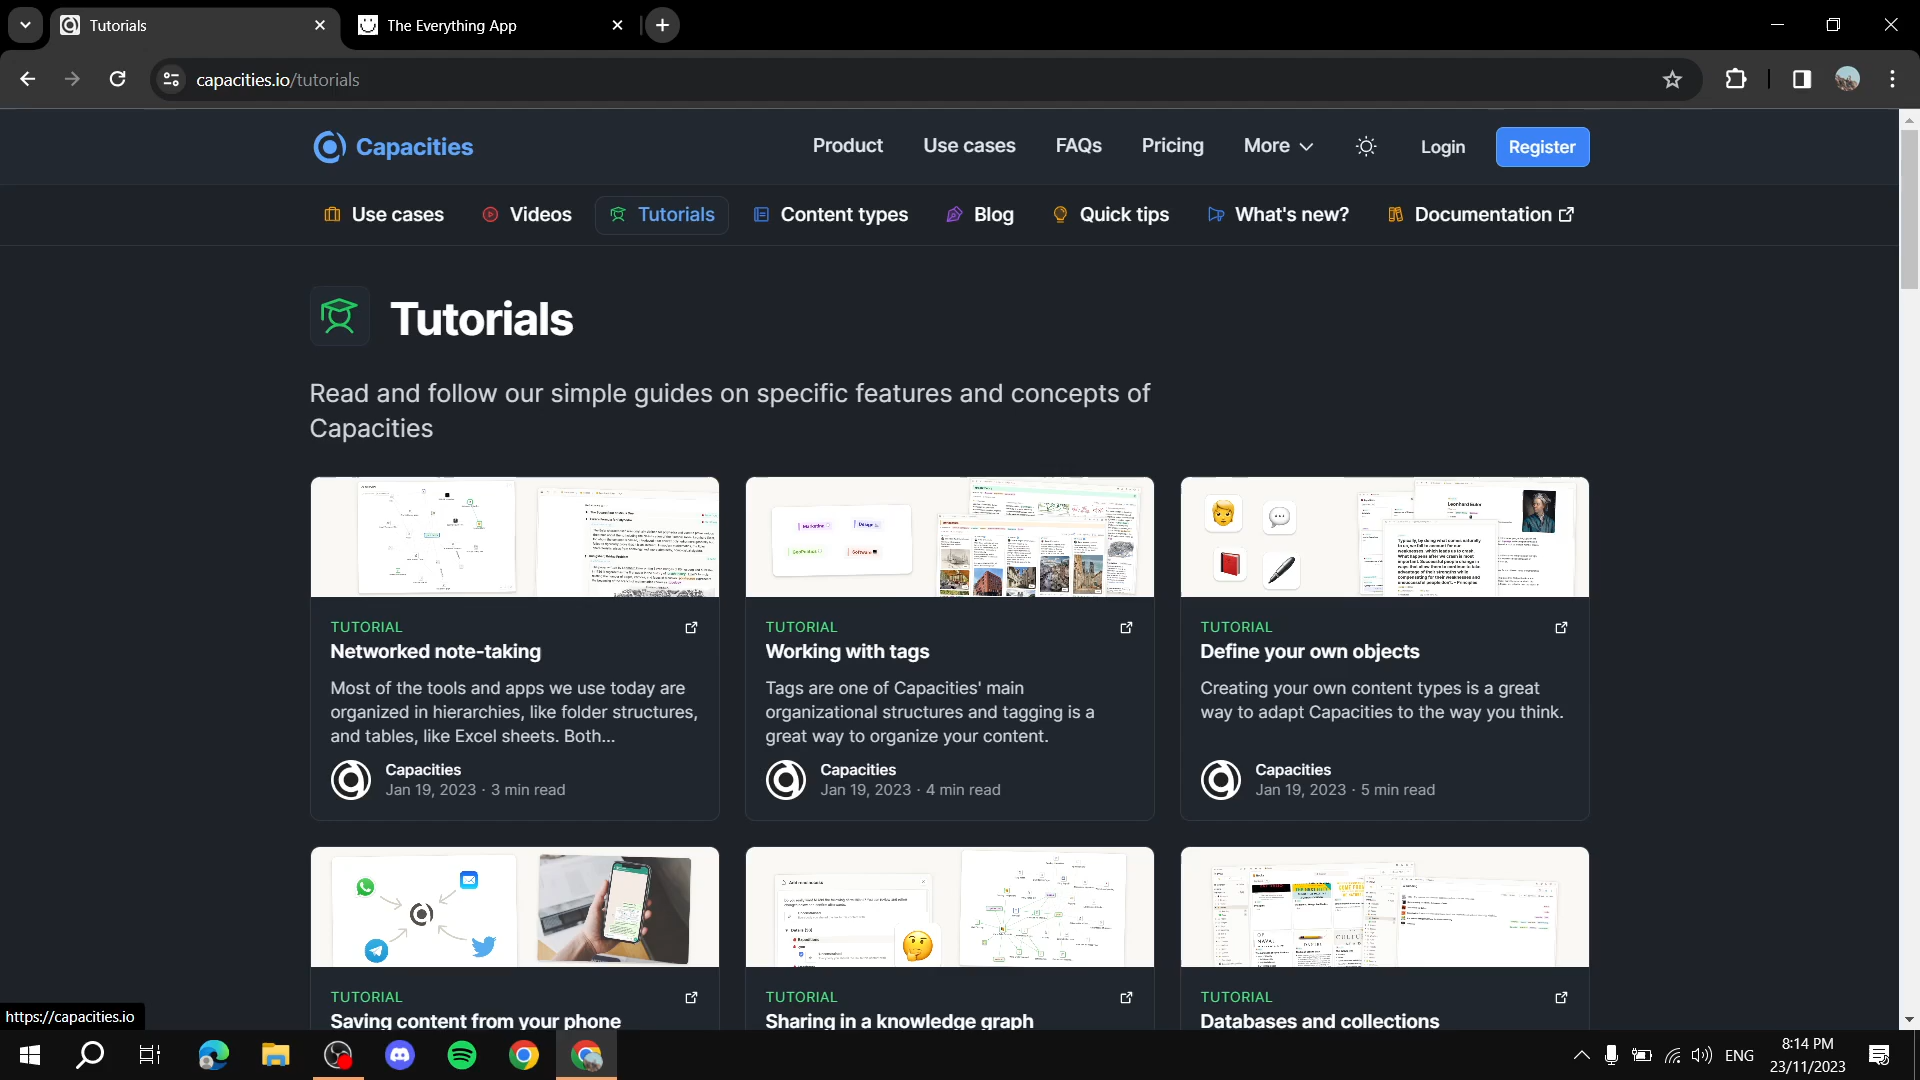 Tutorials
The Everything App
capacities.io/tutorials
Capacities
Product
Use cases
FAQs
Pricing
More
Login
Register
Use cases
Videos
Tutorials
Content types
Blog
Quick tips
What's new?
Documentation
Tutorials
Read and follow our simple guides on specific features and concepts of
Capacities
TUTORIAL
Networked note-taking
Most of the tools and apps we use today are
organized in hierarchies, like folder structures,
and tables, like Excel sheets. Both...
Capacities
Jan 19, 2023 · 3 min read
TUTORIAL
Working with tags
Tags are one of Capacities' main
organizational structures and tagging is a
great way to organize your content.
Capacities
Jan 19, 2023 · 4 min read
TUTORIAL
Define your own objects
Creating your own content types is a great
way to adapt Capacities to the way you think.
Capacities
Jan 19, 2023 · 5 min read
TUTORIAL
Saving content from your phone
TUTORIAL
Sharing in a knowledge graph
TUTORIAL
Databases and collections
https://capacities.io
ENG
8:14 PM
23/11/2023